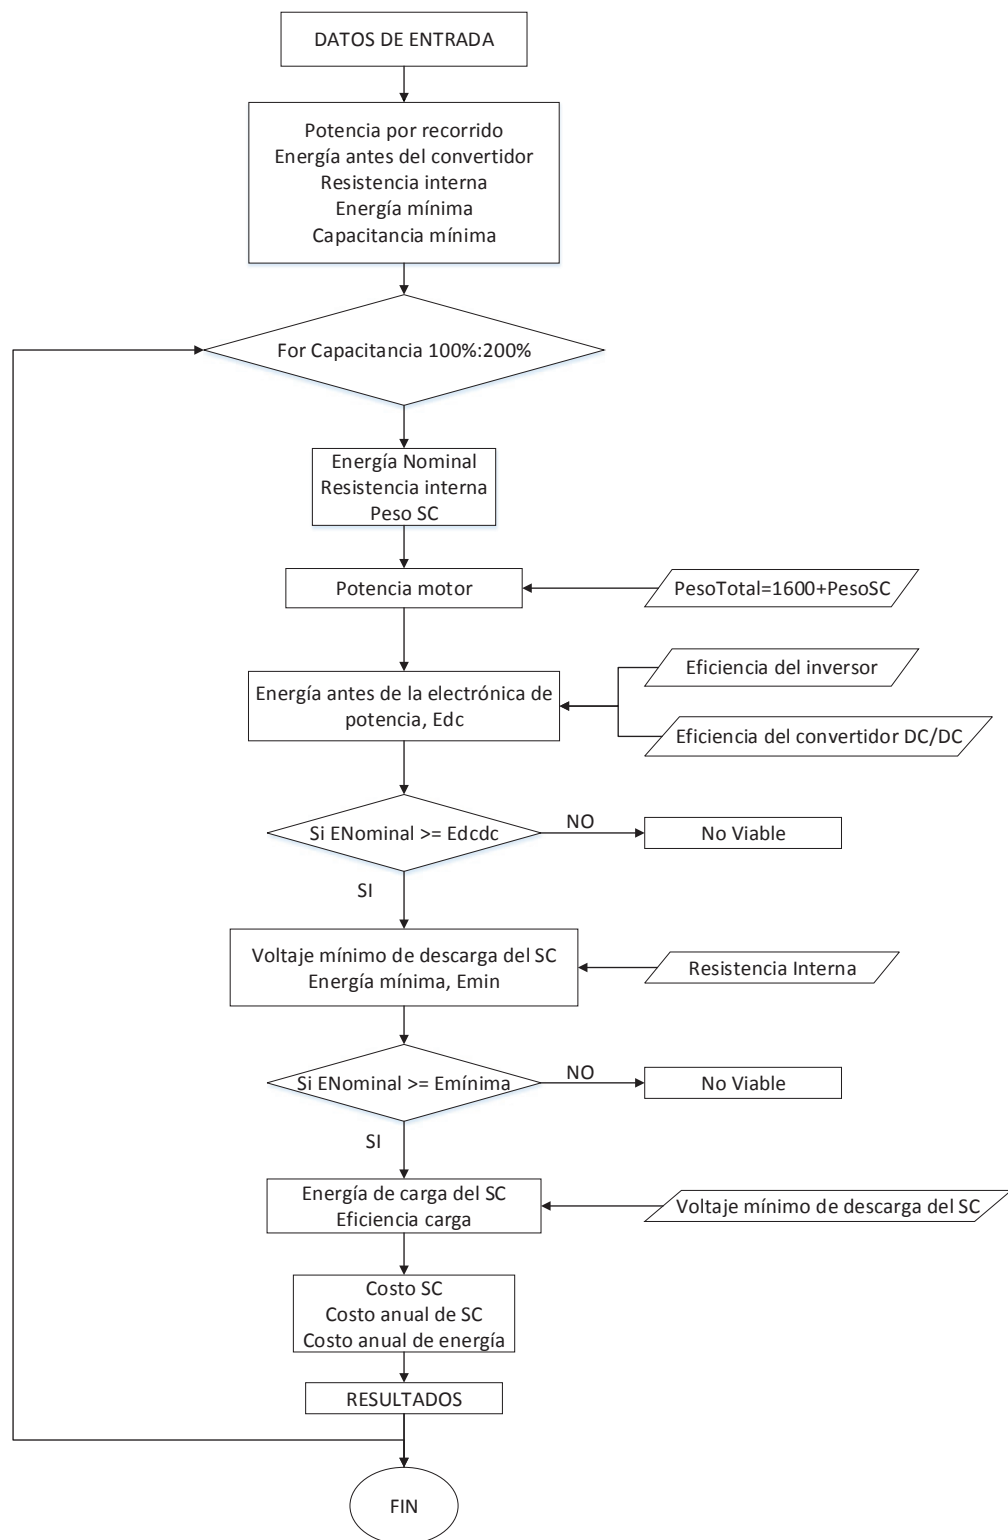 DATOS DE ENTRADA
Potencia por recorrido
Energía antes del convertidor
Resistencia interna
Energía mínima
Capacitancia mínima
For Capacitancia 100%:200%
Energía Nominal
Resistencia interna
Peso SC
Potencia motor
PesoTotal=1600+PesoSC
Energía antes de la electrónica de
potencia, Edc
Eficiencia del inversor
Eficiencia del convertidor DC/DC
Si ENominal >= Edcdc
NO
No Viable
SI
Voltaje mínimo de descarga del SC
Energía mínima, Emin
Resistencia Interna
Si ENominal >= Emínima
NO
No Viable
SI
Energía de carga del SC
Eficiencia carga
Voltaje mínimo de descarga del SC
Costo SC
Costo anual de SC
Costo anual de energía
RESULTADOS
FIN